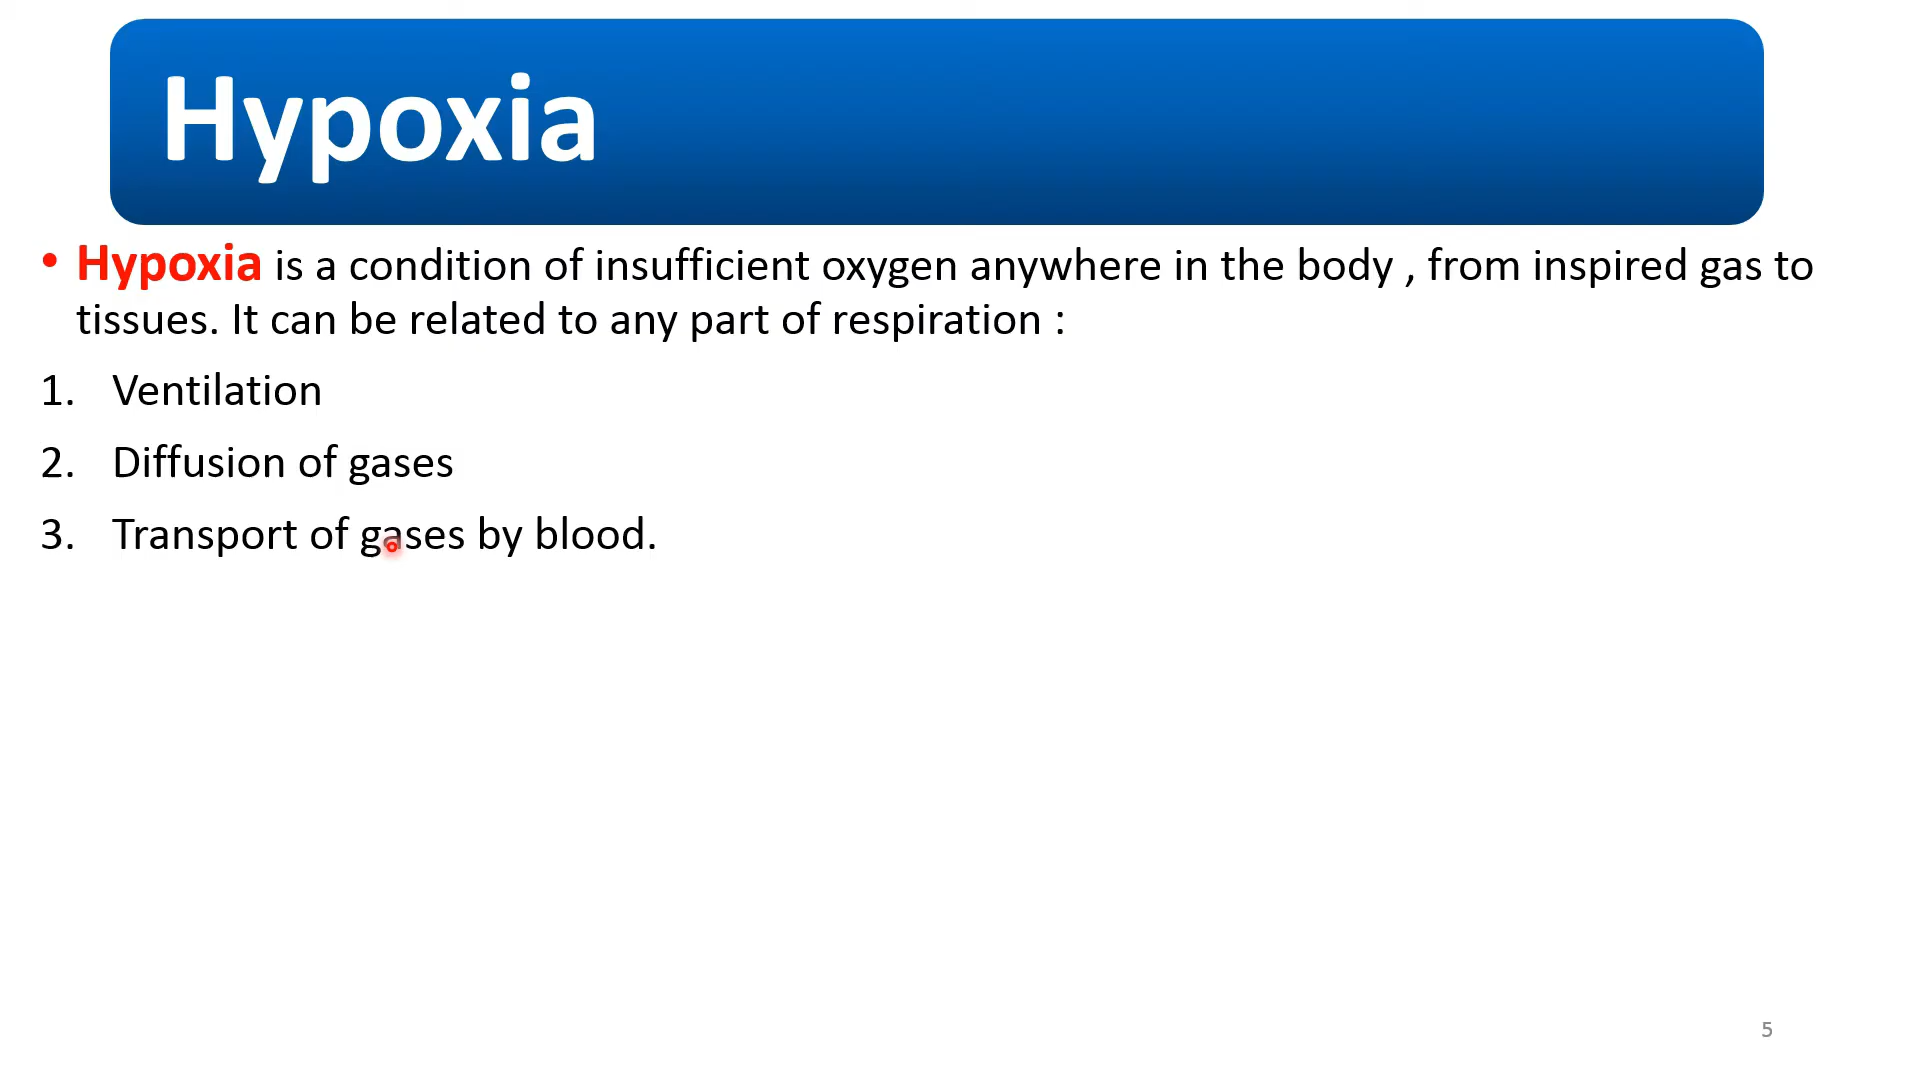 Hypoxia
• Hypoxia is a condition of insufficient oxygen anywhere in the body , from inspired gas to
tissues. It can be related to any part of respiration :
1. Ventilation
2. Diffusion of gases
3. Transport of gases by blood.
5